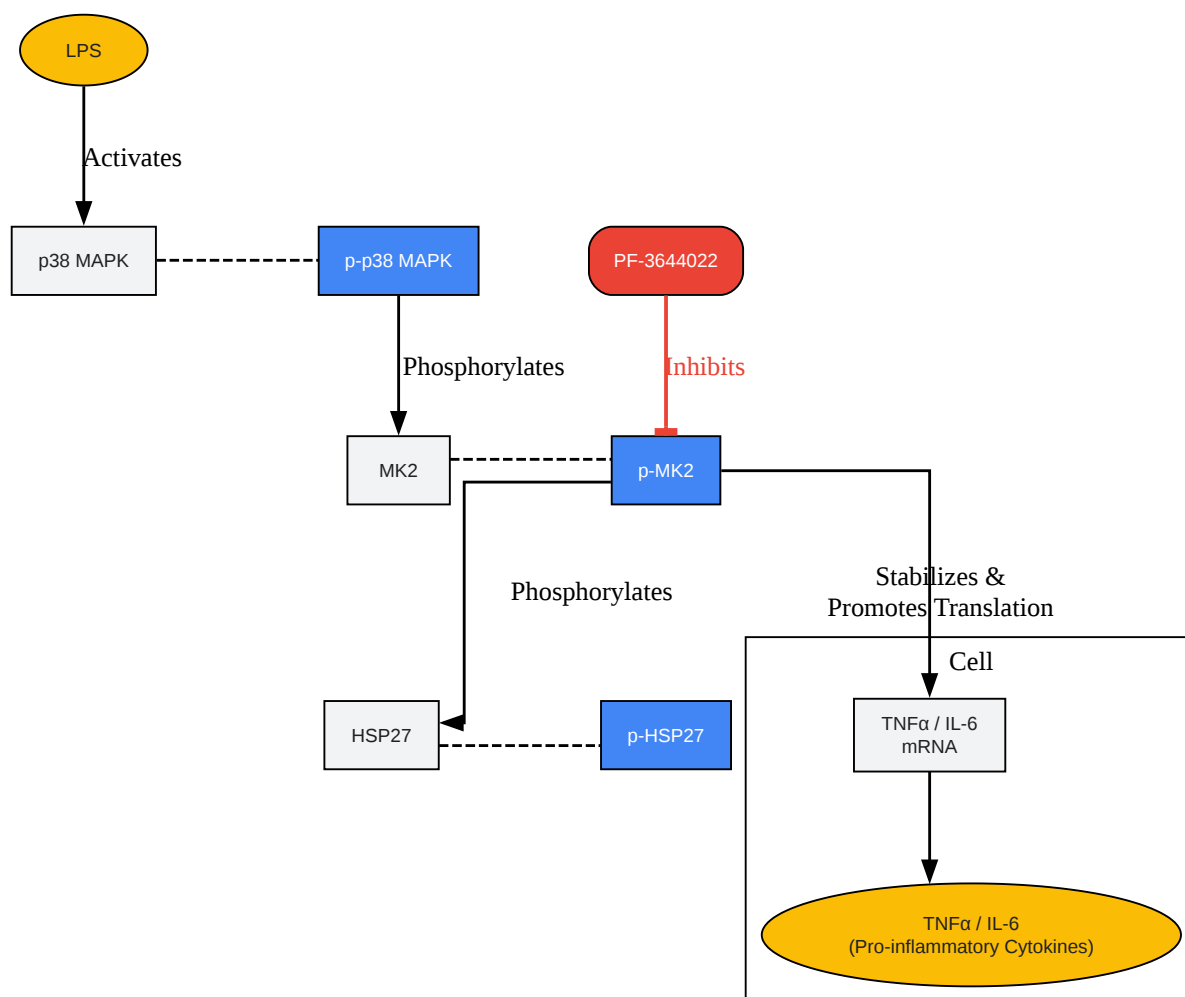 LPS
Activates
p38 MAPK
p-p38 MAPK
PF-3644022
Phosphorylates
Inhibits
MK2
p-MK2
Phosphorylates
Stabilizes &
Promotes Translation
Cell
HSP27
p-HSP27
TNFα / IL-6
mRNA
TNFα / IL-6
(Pro-inflammatory Cytokines)